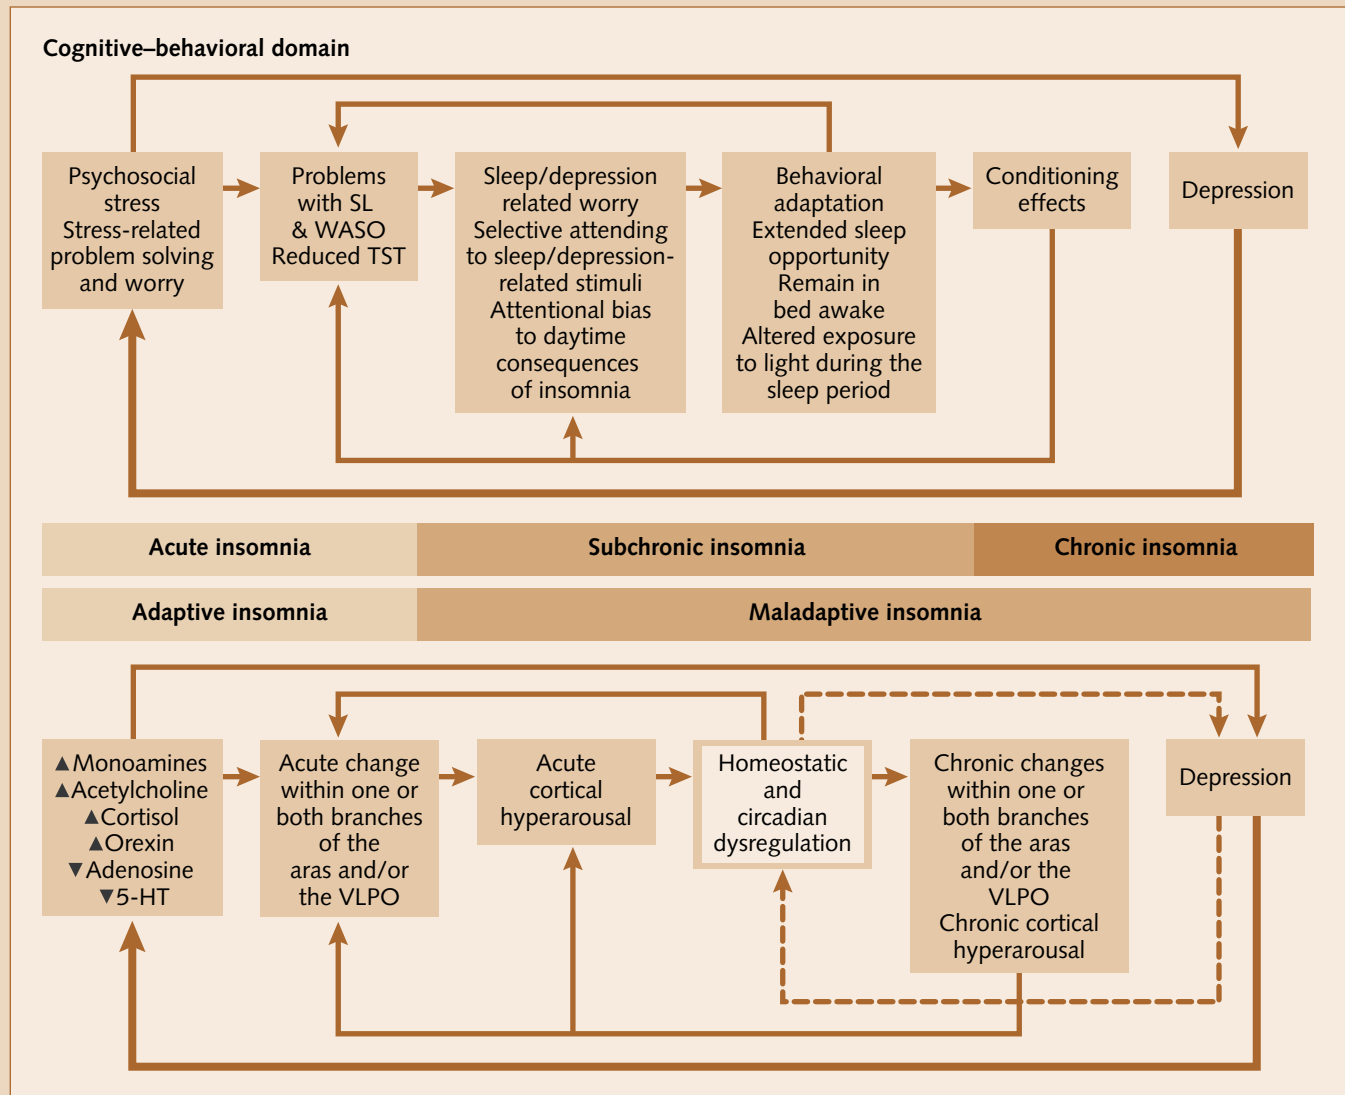 Cognitive–behavioral domain
Psychosocial
stress
Stress-related
problem solving
and worry
Problems
with SL
& WASO
Reduced TST
Sleep/depression
related worry
Selective attending
to sleep/depression-
related stimuli
Attentional bias
to daytime
consequences
of insomnia
Behavioral
adaptation
Extended sleep
opportunity
Remain in
bed awake
Altered exposure
to light during the
sleep period
Conditioning
effects
Depression
Acute insomnia
Subchronic insomnia
Chronic insomnia
Adaptive insomnia
Maladaptive insomnia
▲Monoamines
▲Acetylcholine
▲Cortisol
▲Orexin
▼Adenosine
▼5-HT
Acute change
within one or
both branches
of the
aras and/or
the VLPO
Acute
cortical
hyperarousal
Homeostatic
and
circadian
dysregulation
Chronic changes
within one or
both branches
of the aras
and/or the
VLPO
Chronic cortical
hyperarousal
Depression